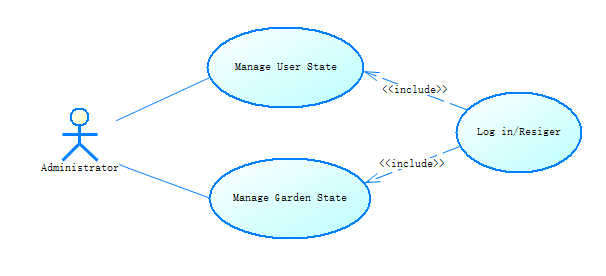 Manage User State
<<include>>
Log in/Resiger
Administrator
<<include>>
Manage Garden State